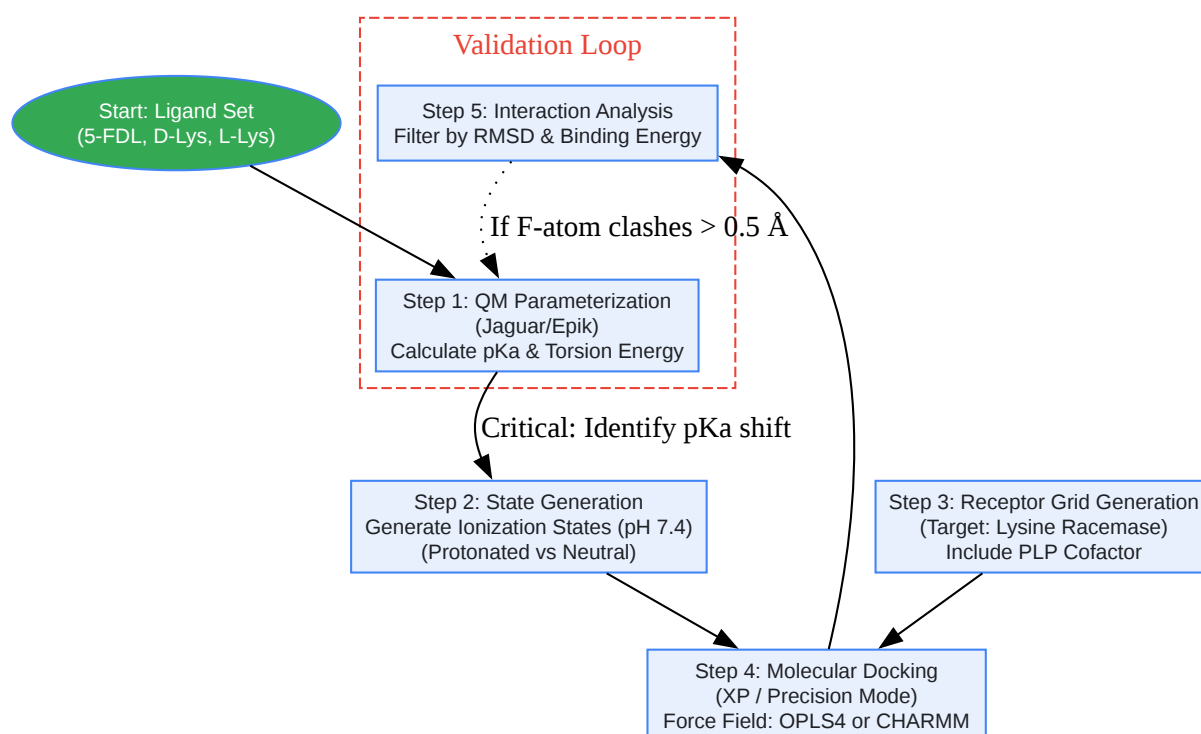 Validation Loop
Start: Ligand Set
(5-FDL, D-Lys, L-Lys)
Step 5: Interaction Analysis
Filter by RMSD & Binding Energy
If F-atom clashes > 0.5 Å
Step 1: QM Parameterization
(Jaguar/Epik)
Calculate pKa & Torsion Energy
Critical: Identify pKa shift
Step 2: State Generation
Generate Ionization States (pH 7.4)
(Protonated vs Neutral)
Step 3: Receptor Grid Generation
(Target: Lysine Racemase)
Include PLP Cofactor
Step 4: Molecular Docking
(XP / Precision Mode)
Force Field: OPLS4 or CHARMM